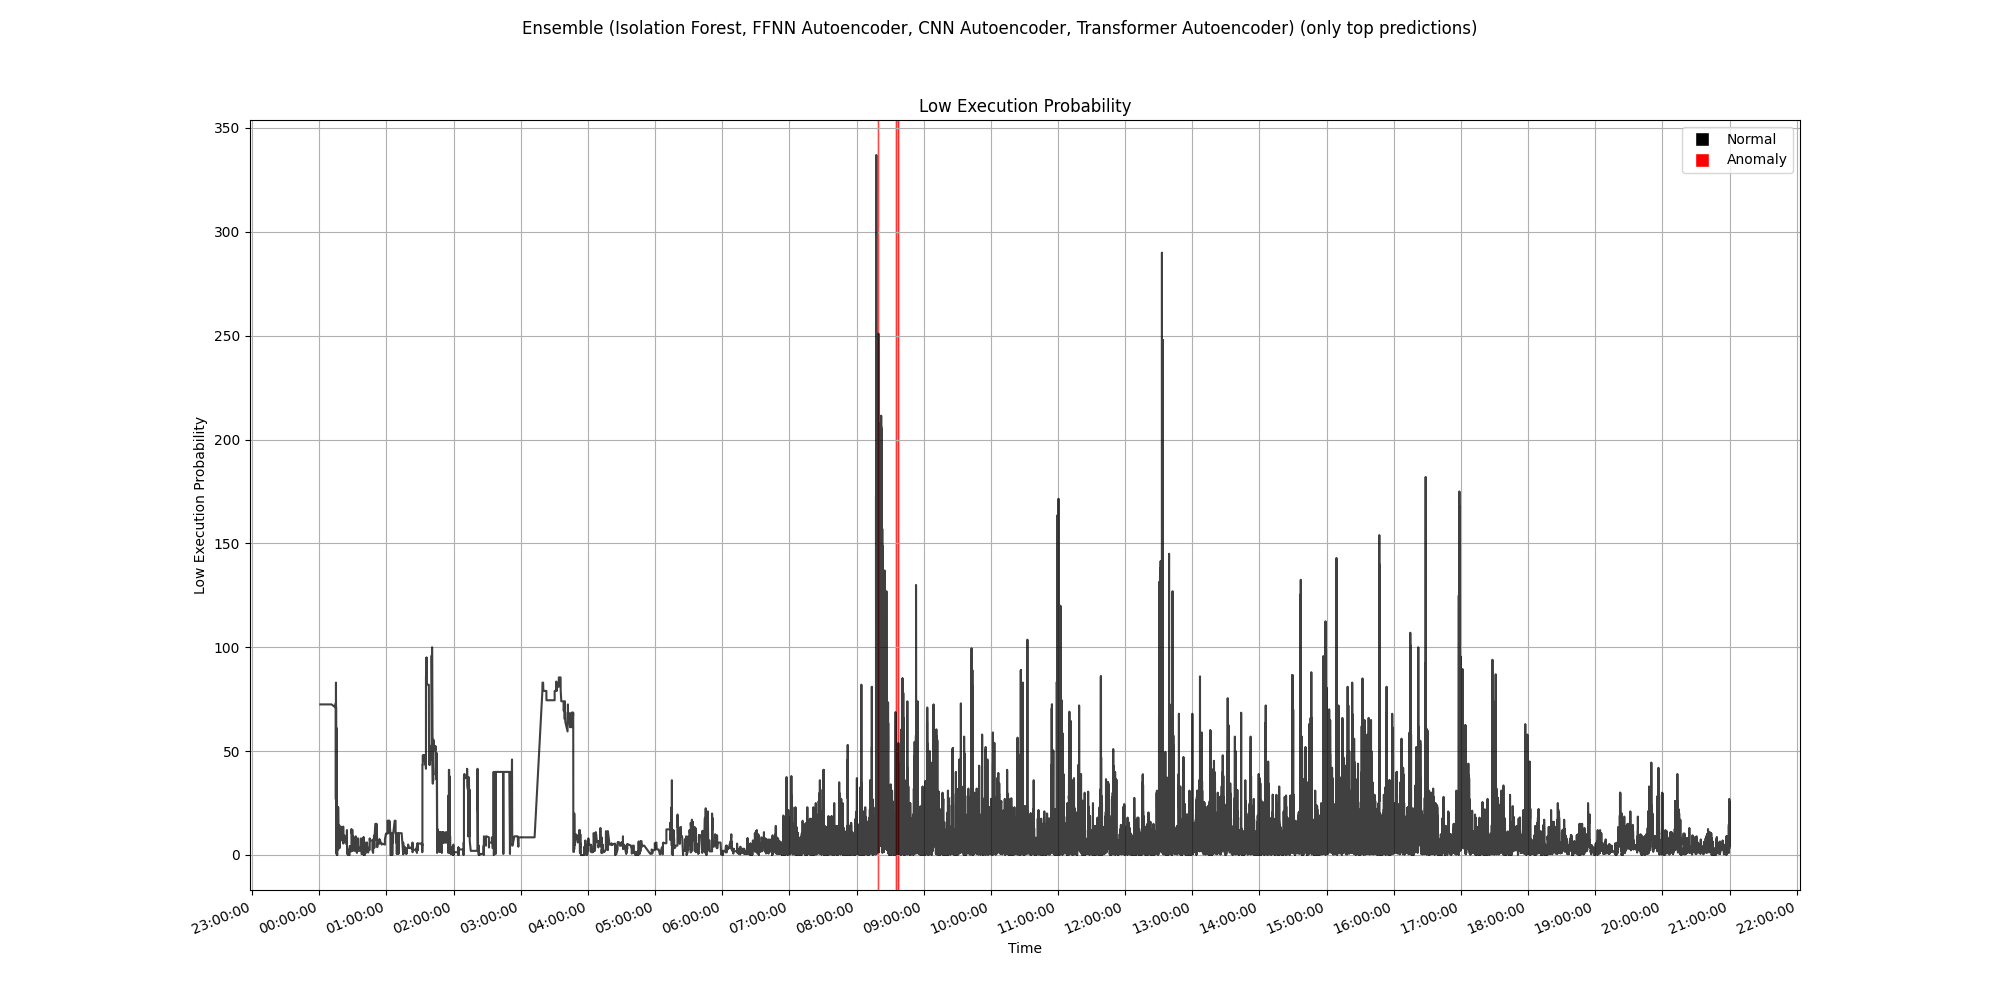 Ensemble (Isolation Forest, FFNN Autoencoder, CNN Autoencoder, Transformer Autoencoder) (only top predictions)
Low Execution Probability
Normal
Anomaly
350
300
250
200
150
100
50
0
Low Execution Probability
23:00:00 00:00:00 01:00:00 02:00:00 03:00:00 04:00:00 05:00:00 06:00:00 07:00:00 08:00:00 09:00:00 10:00:00 11:00:00 12:00:00 13:00:00 14:00:00 15:00:00 16:00:00 17:00:00 18:00:00 19:00:00 20:00:00 21:00:00 22:00:00
Time